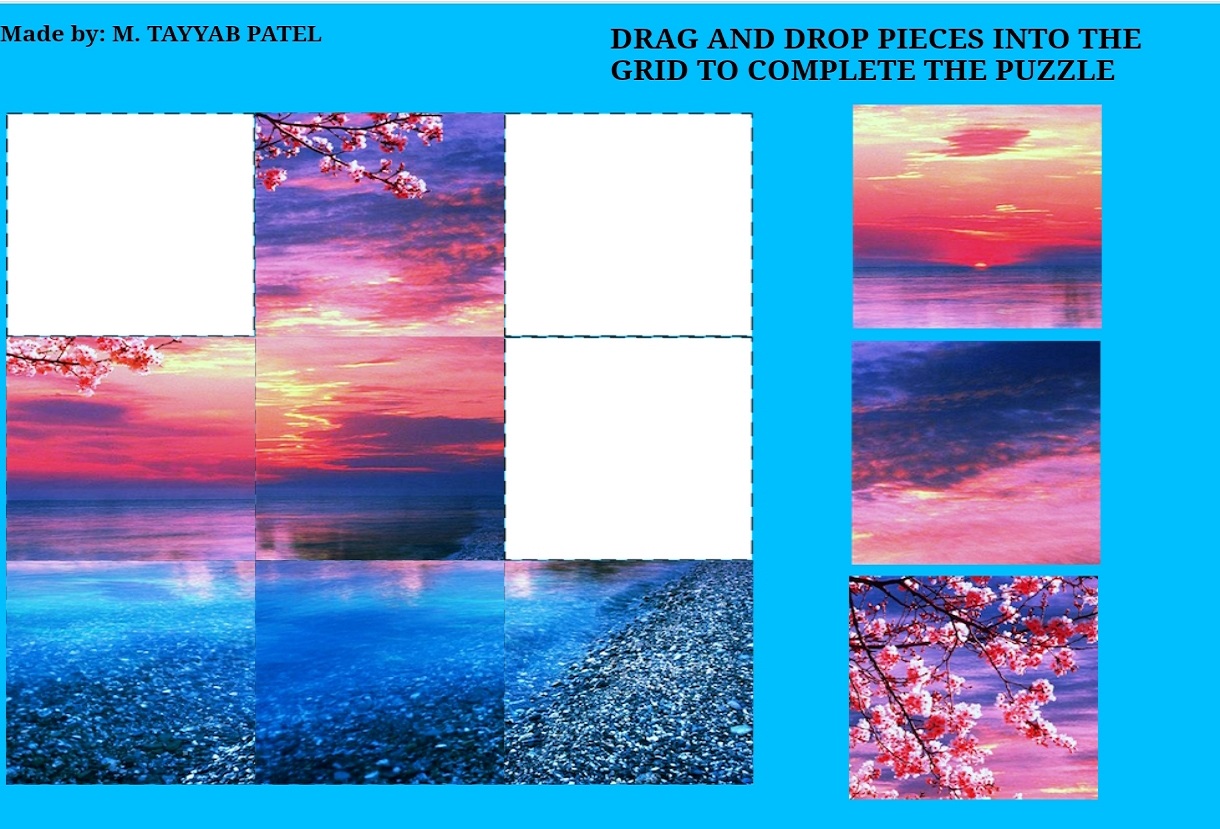 Made by: M. TAYYAB PATEL
DRAG AND DROP PIECES INTO THE
GRID TO COMPLETE THE PUZZLE